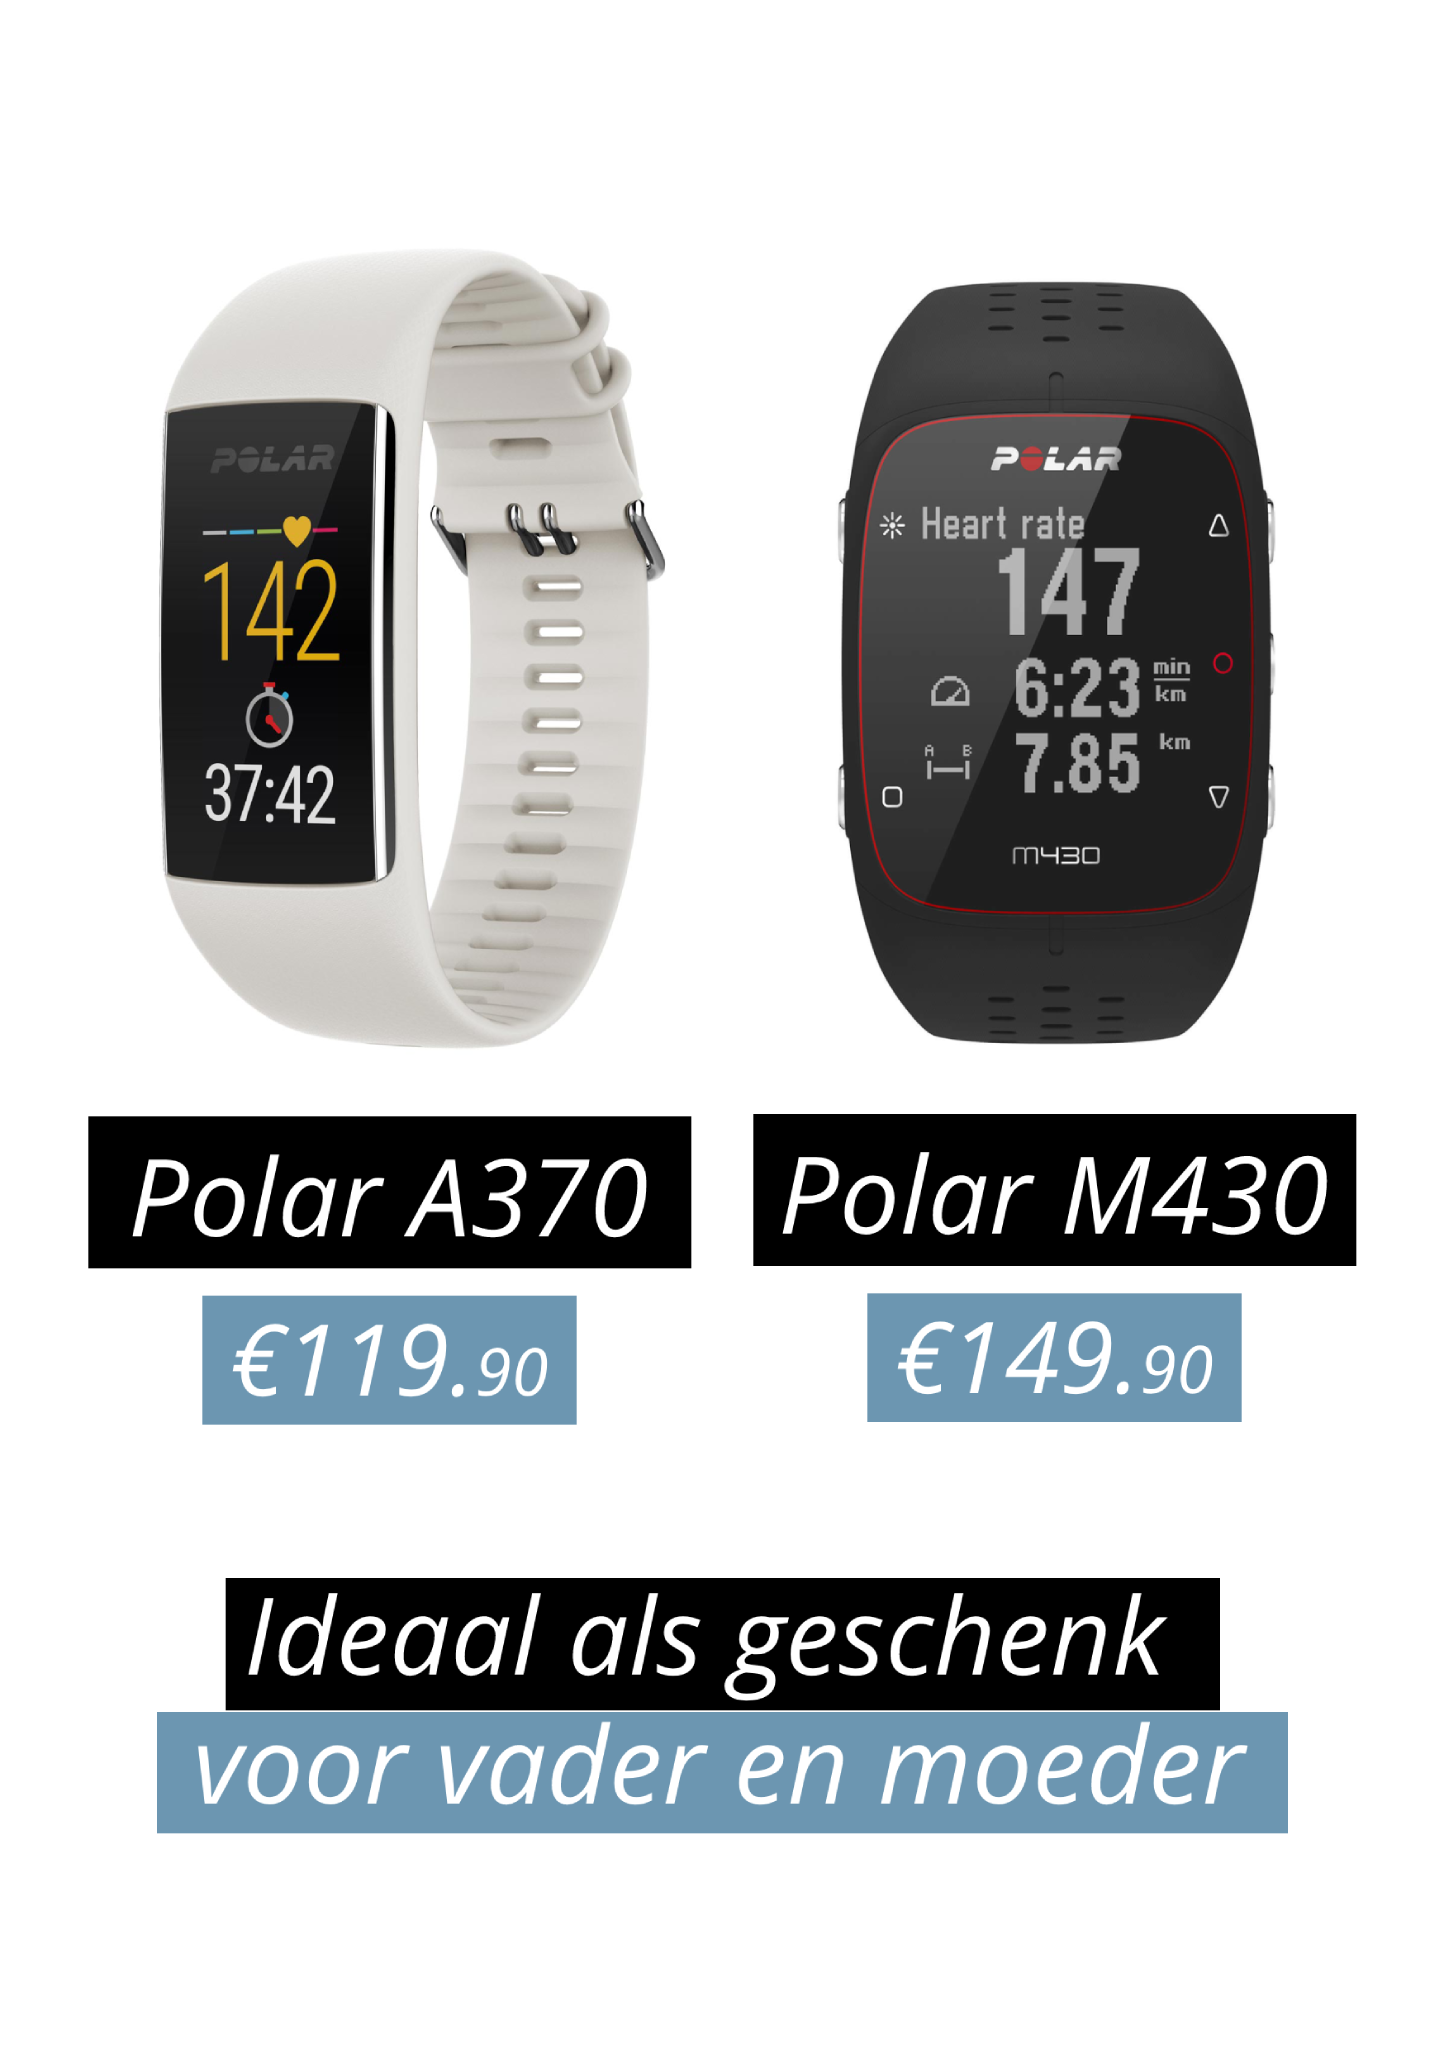 POLAR
142
37:42
POLAR
Heart rate
147
6:23 min
km
A B
7.85 km
M430
Polar A370
Polar M430
€119.90
€149.90
Ideaal als geschenk
voor vader en moeder